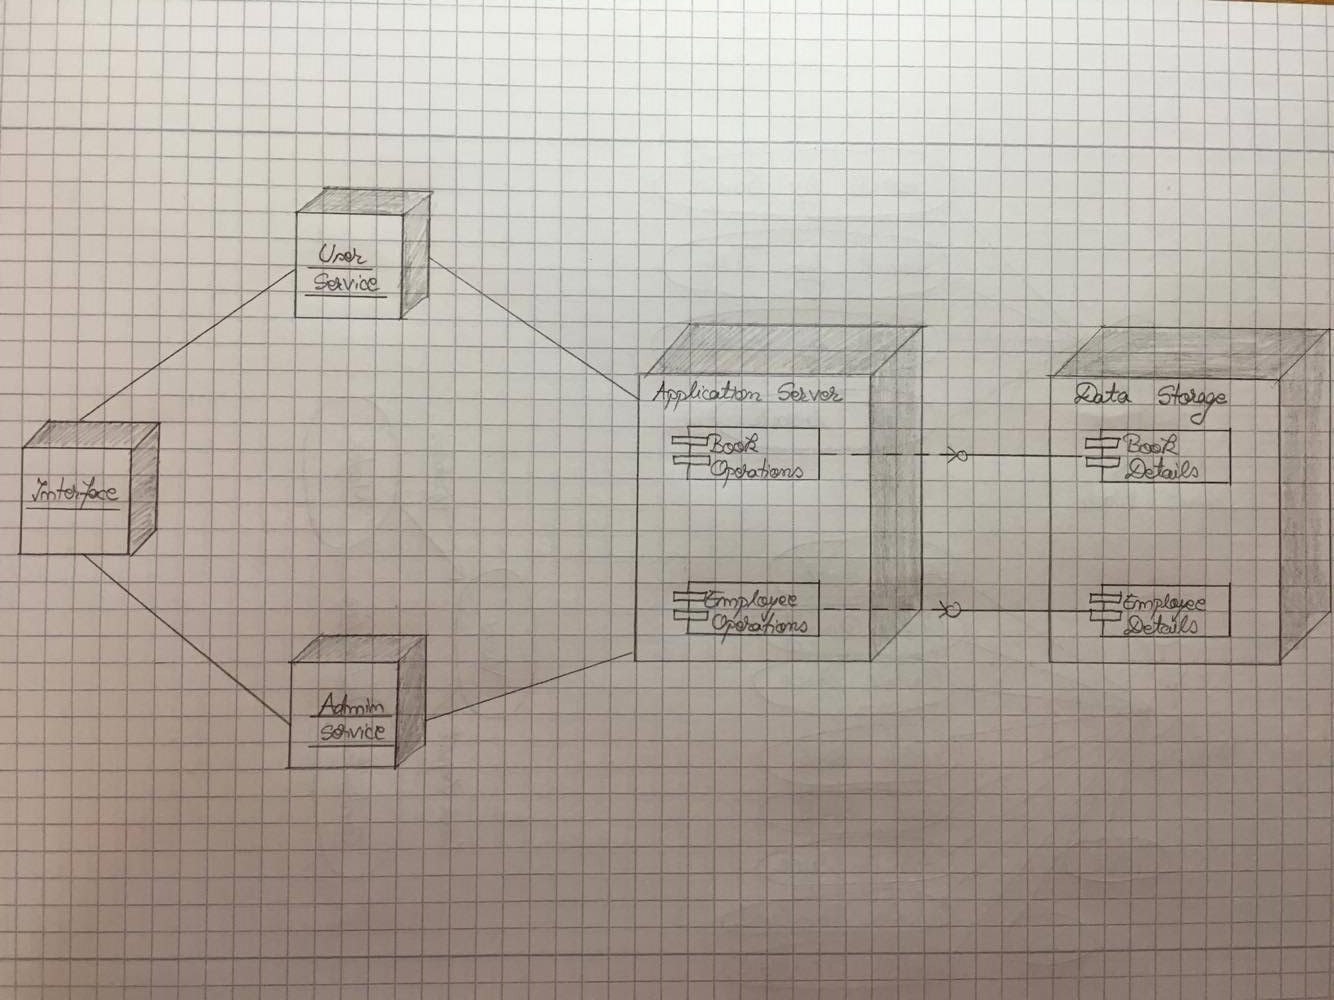 User
Service
Interface
Admin
Service
Application Server
Book
Operations
Employee
Operations
Data Storage
Book
Details
Employee
Details